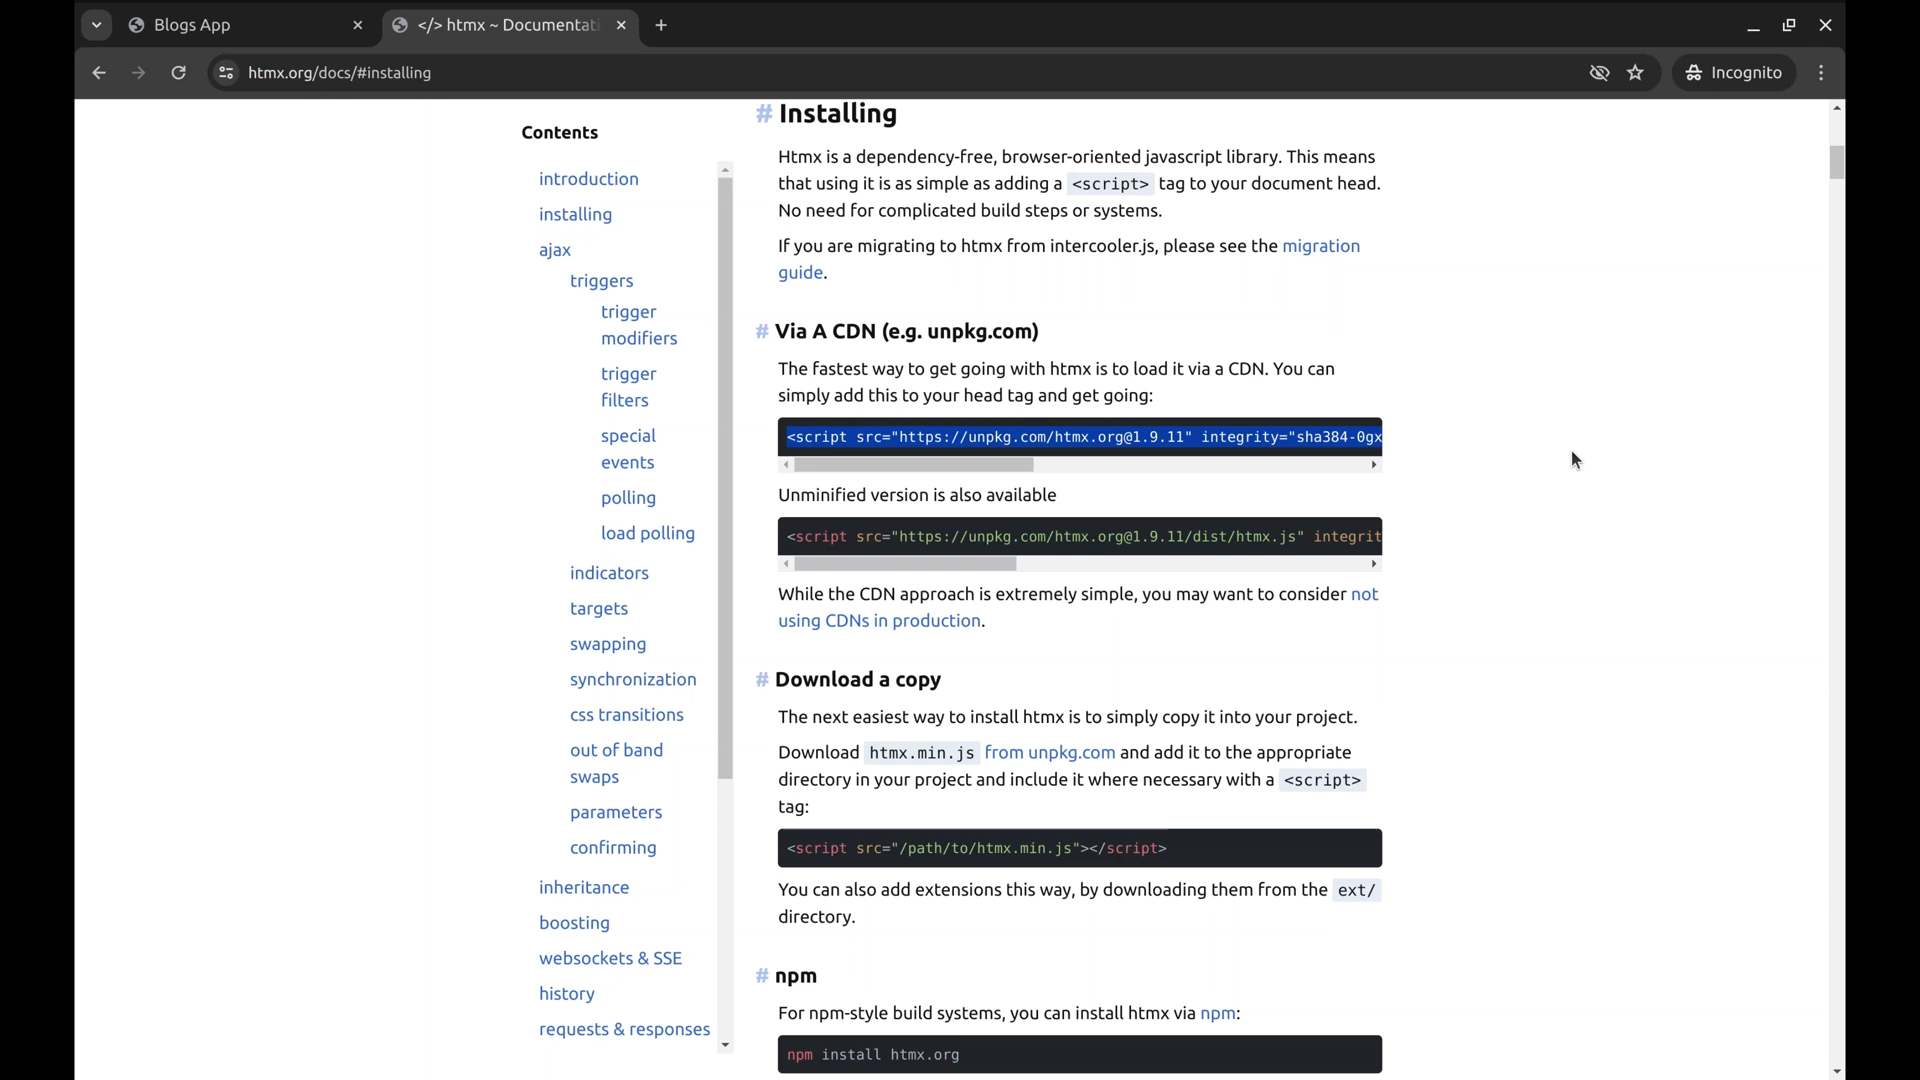 Blogs App
</> htmx ~ Documentati
htmx.org/docs/#installing
Incognito
Contents
introduction
installing
ajax
triggers
trigger
modifiers
trigger
filters
special
events
polling
load polling
indicators
targets
swapping
synchronization
css transitions
out of band
swaps
parameters
confirming
inheritance
boosting
websockets & SSE
history
requests & responses
# Installing
Htmx is a dependency-free, browser-oriented javascript library. This means
that using it is as simple as adding a <script> tag to your document head.
No need for complicated build steps or systems.
If you are migrating to htmx from intercooler.js, please see the migration
guide.
# Via A CDN (e.g. unpkg.com)
The fastest way to get going with htmx is to load it via a CDN. You can
simply add this to your head tag and get going:
<script src="https://unpkg.com/htmx.org@1.9.11" integrity="sha384-0gx
Unminified version is also available
<script src="https://unpkg.com/htmx.org@1.9.11/dist/htmx.js" integrit
While the CDN approach is extremely simple, you may want to consider not
using CDNs in production.
# Download a copy
The next easiest way to install htmx is to simply copy it into your project.
Download htmx.min.js from unpkg.com and add it to the appropriate
directory in your project and include it where necessary with a <script>
tag:
<script src="/path/to/htmx.min.js"></script>
You can also add extensions this way, by downloading them from the ext/
directory.
# npm
For npm-style build systems, you can install htmx via npm:
npm install htmx.org